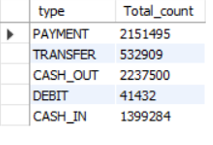 type Total_count
PAYMENT 2151495
TRANSFER 532909
CASH_OUT 2237500
DEBIT 41432
CASH_IN 1399284